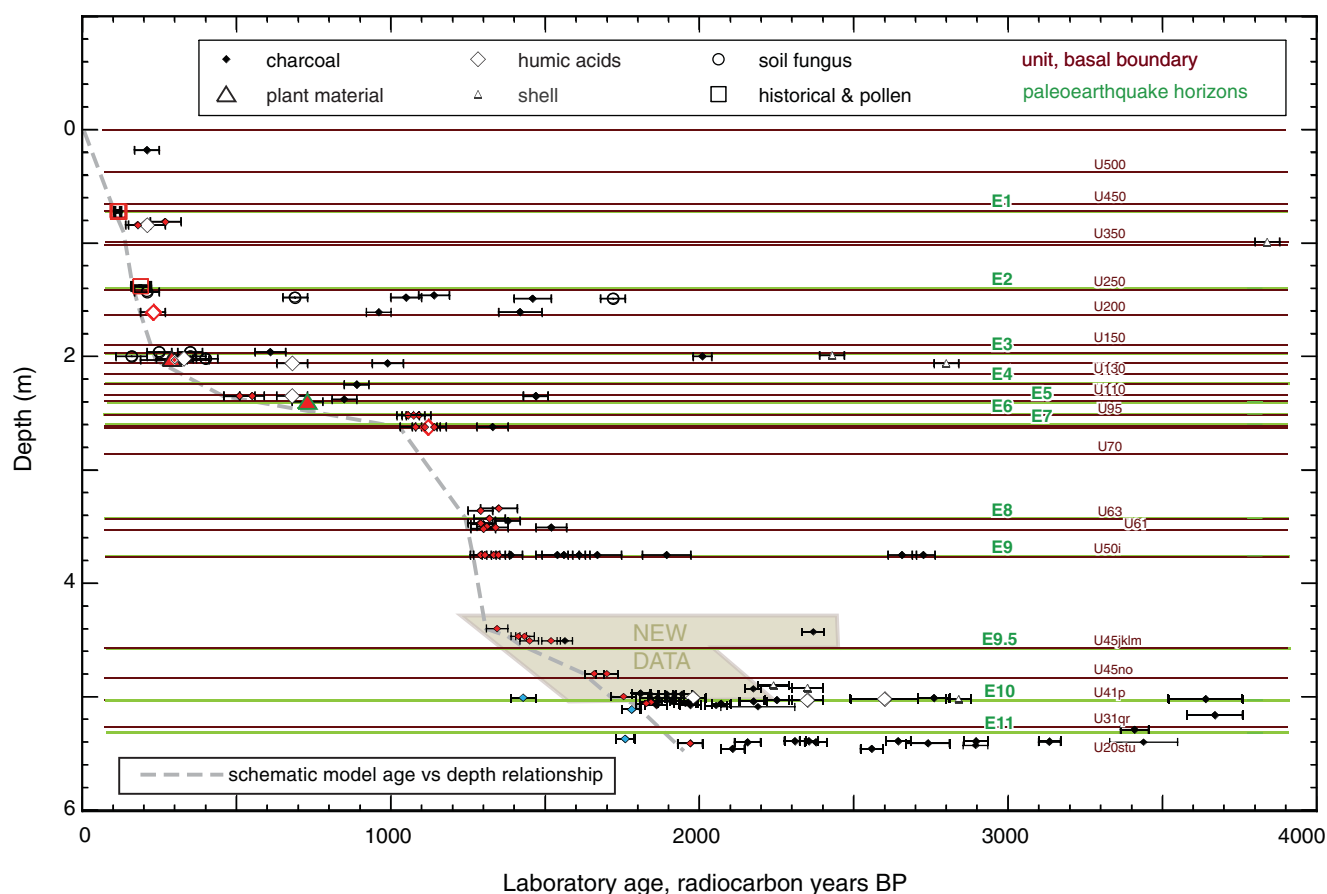 charcoal humic acids soil fungus unit, basal boundary
plant material shell historical & pollen paleoearthquake horizons
0
U500
E1 U450
U350
E2 U250
U200
E3 U150
2
E4 U130
E5 U110
E6 U95
E7
U70
E8 U63
U61
E9 U50i
4
NEW
DATA
E9.5 U45jklm
U45no
E10 U41p
E11 U31qr
U20stu
schematic model age vs depth relationship
6
Depth (m)
0 1000 2000 3000 4000
Laboratory age, radiocarbon years BP